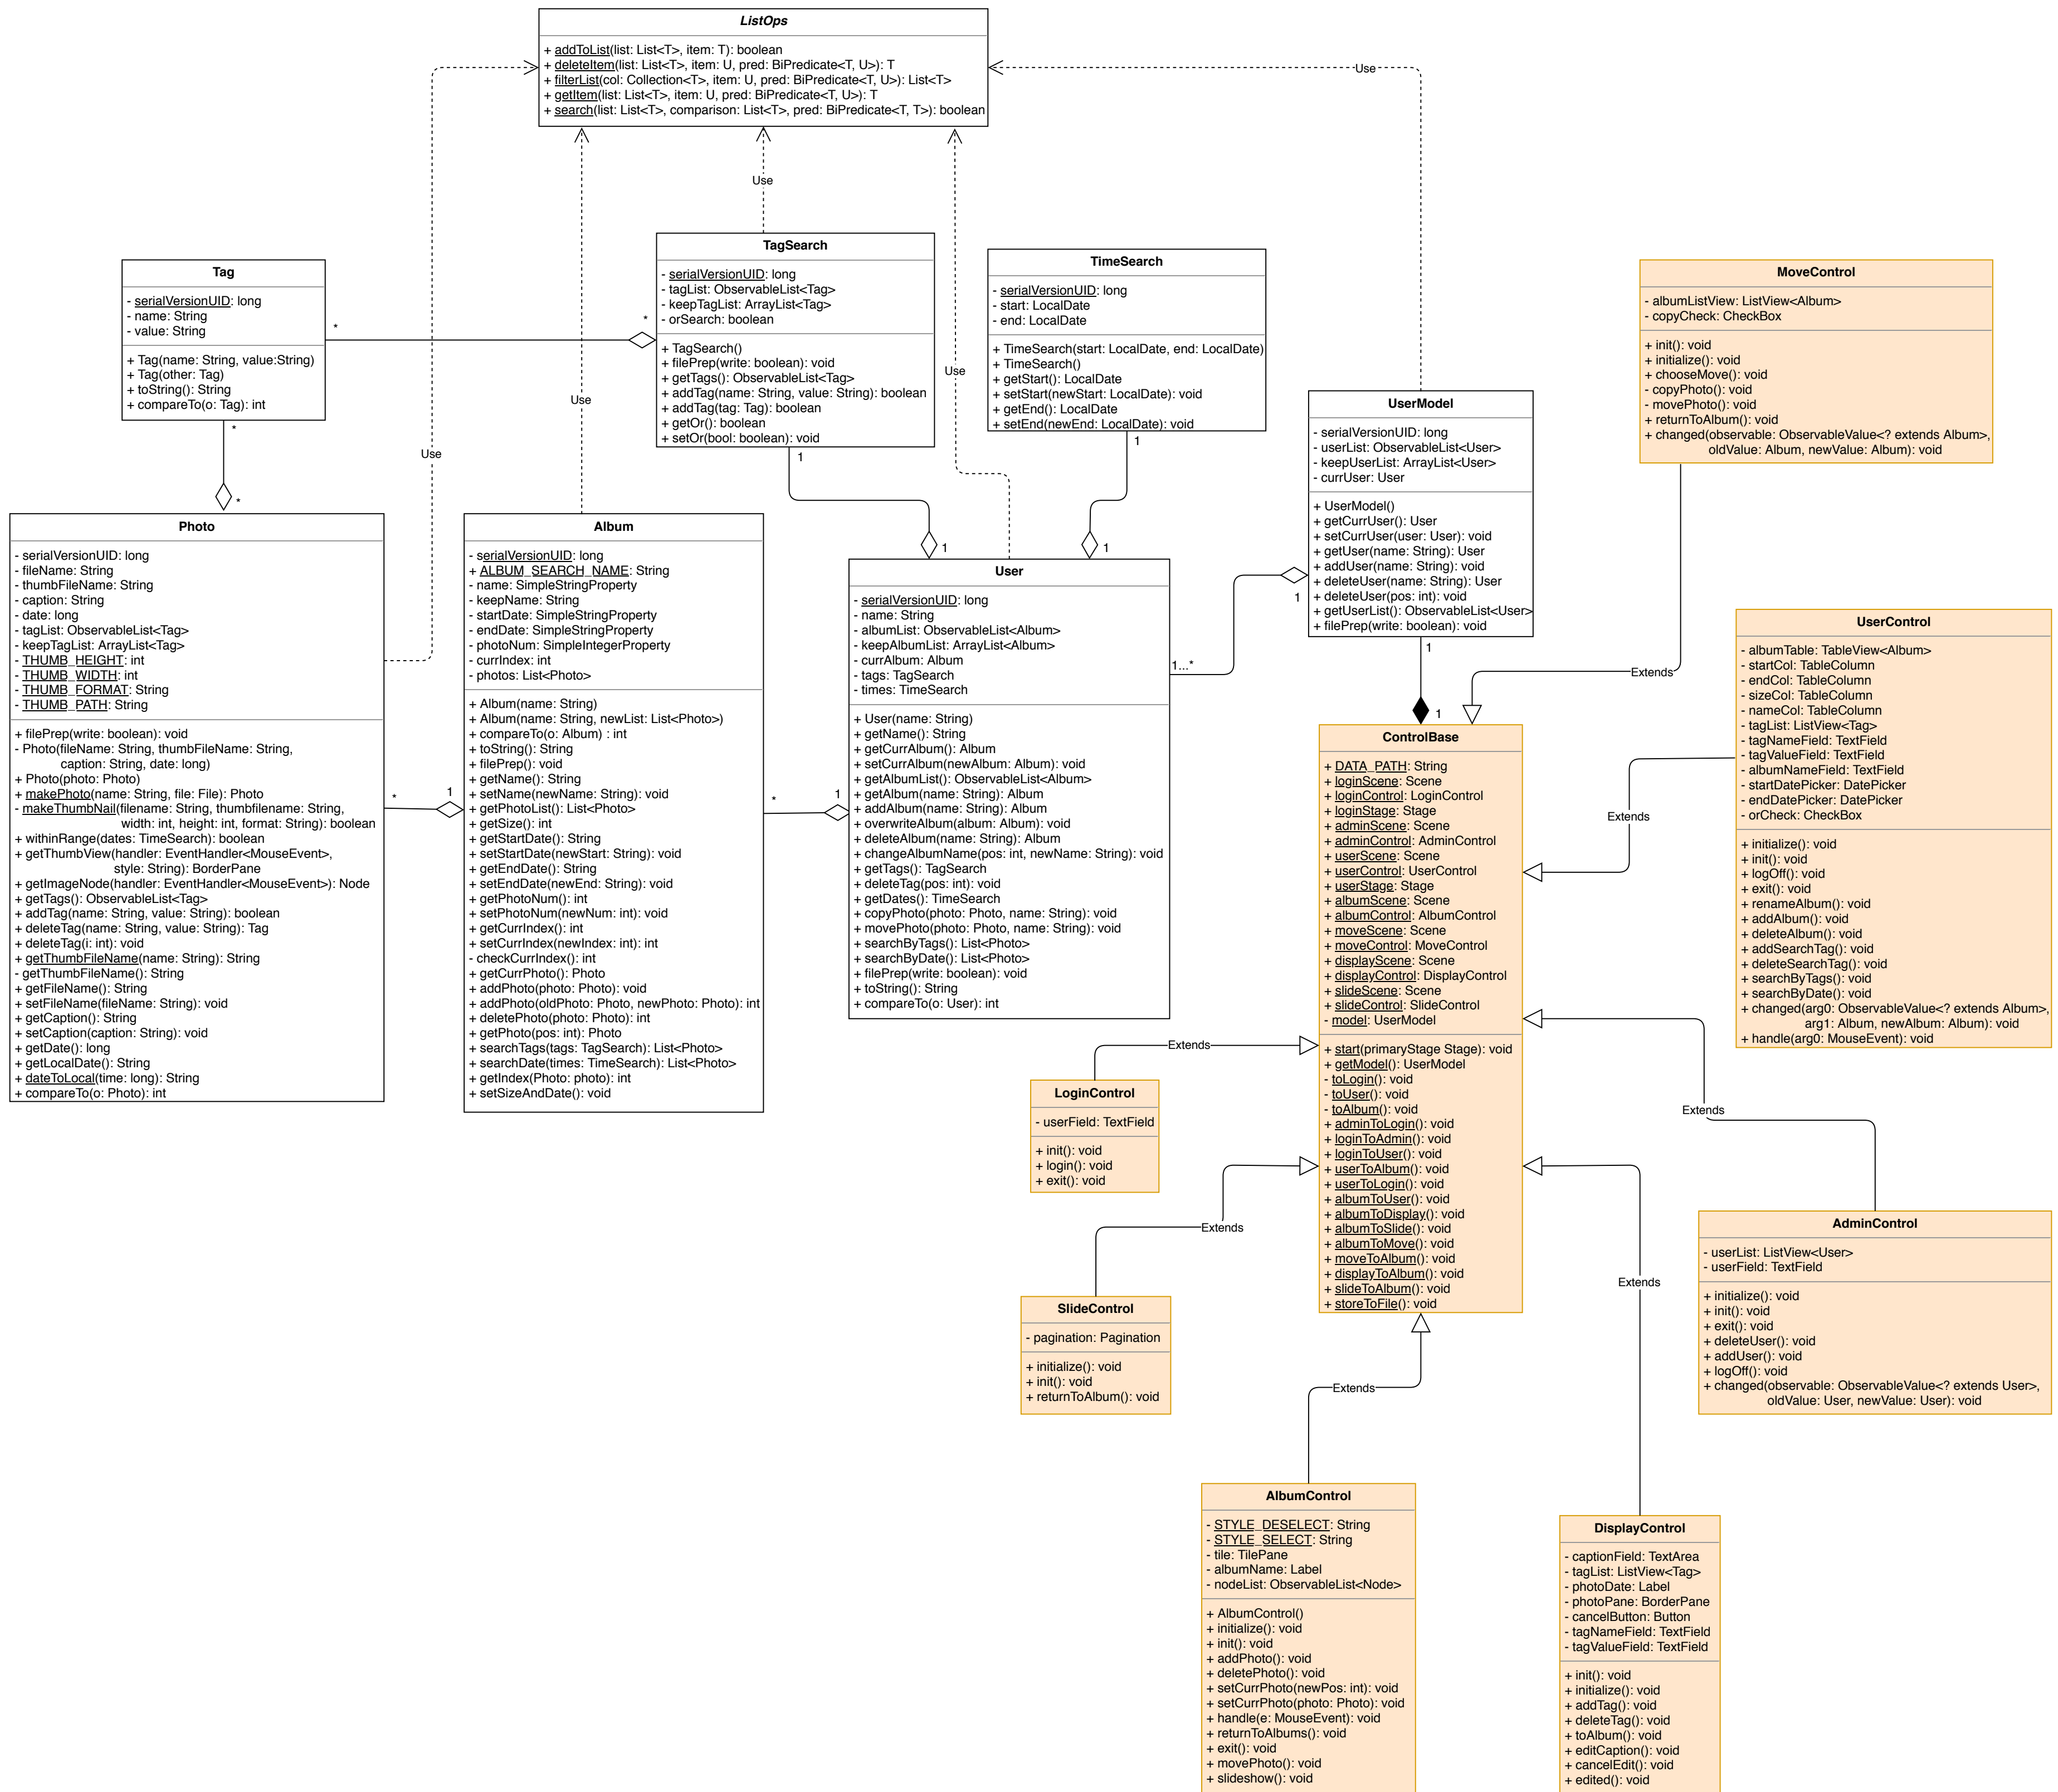 ListOps
+ addToList(list: List<T>, item: T): boolean
+ deleteItem(list: List<T>, item: U, pred: BiPredicate<T, U>): T
+ filterList(col: Collection<T>, item: U, pred: BiPredicate<T, U>): List<T>
+ getItem(list: List<T>, item: U, pred: BiPredicate<T, U>): T
+ search(list: List<T>, comparison: List<T>, pred: BiPredicate<T, T>): boolean
Use
Use
Use
Use
Use
Tag
- serialVersionUID: long
- name: String
- value: String
+ Tag(name: String, value:String)
+ Tag(other: Tag)
+ toString(): String
+ compareTo(o: Tag): int
*
*
*
*
TagSearch
- serialVersionUID: long
- tagList: ObservableList<Tag>
- keepTagList: ArrayList<Tag>
- orSearch: boolean
+ TagSearch()
+ filePrep(write: boolean): void
+ getTags(): ObservableList<Tag>
+ addTag(name: String, value: String): boolean
+ addTag(tag: Tag): boolean
+ getOr(): boolean
+ setOr(bool: boolean): void
1
1
TimeSearch
- serialVersionUID: long
- start: LocalDate
- end: LocalDate
+ TimeSearch(start: LocalDate, end: LocalDate)
+ TimeSearch()
+ getStart(): LocalDate
+ setStart(newStart: LocalDate): void
+ getEnd(): LocalDate
+ setEnd(newEnd: LocalDate): void
1
1
UserModel
- serialVersionUID: long
- userList: ObservableList<User>
- keepUserList: ArrayList<User>
- currUser: User
+ UserModel()
+ getCurrUser(): User
+ setCurrUser(user: User): void
+ getUser(name: String): User
+ addUser(name: String): void
+ deleteUser(name: String): User
+ deleteUser(pos: int): void
+ getUserList(): ObservableList<User>
+ filePrep(write: boolean): void
1
1...*
1
1
MoveControl
- albumListView: ListView<Album>
- copyCheck: CheckBox
+ init(): void
+ initialize(): void
+ chooseMove(): void
- copyPhoto(): void
- movePhoto(): void
+ returnToAlbum(): void
+ changed(observable: ObservableValue<? extends Album>,
oldValue: Album, newValue: Album): void
Extends
Photo
- serialVersionUID: long
- fileName: String
- thumbFileName: String
- caption: String
- date: long
- tagList: ObservableList<Tag>
- keepTagList: ArrayList<Tag>
- THUMB_HEIGHT: int
- THUMB_WIDTH: int
- THUMB_FORMAT: String
- THUMB_PATH: String
+ filePrep(write: boolean): void
- Photo(fileName: String, thumbFileName: String,
caption: String, date: long)
+ Photo(photo: Photo)
+ makePhoto(name: String, file: File): Photo
- makeThumbNail(filename: String, thumbfilename: String,
width: int, height: int, format: String): boolean
+ withinRange(dates: TimeSearch): boolean
+ getThumbView(handler: EventHandler<MouseEvent>,
style: String): BorderPane
+ getImageNode(handler: EventHandler<MouseEvent>): Node
+ getTags(): ObservableList<Tag>
+ addTag(name: String, value: String): boolean
+ deleteTag(name: String, value: String): Tag
+ deleteTag(i: int): void
+ getThumbFileName(name: String): String
- getThumbFileName(): String
+ getFileName(): String
+ setFileName(fileName: String): void
+ getCaption(): String
+ setCaption(caption: String): void
+ getDate(): long
+ getLocalDate(): String
+ dateToLocal(time: long): String
+ compareTo(o: Photo): int
*
1
Album
- serialVersionUID: long
+ ALBUM_SEARCH_NAME: String
- name: SimpleStringProperty
- keepName: String
- startDate: SimpleStringProperty
- endDate: SimpleStringProperty
- photoNum: SimpleIntegerProperty
- currIndex: int
- photos: List<Photo>
+ Album(name: String)
+ Album(name: String, newList: List<Photo>)
+ compareTo(o: Album) : int
+ toString(): String
+ filePrep(): void
+ getName(): String
+ setName(newName: String): void
+ getPhotoList(): List<Photo>
+ getSize(): int
+ getStartDate(): String
+ setStartDate(newStart: String): void
+ getEndDate(): String
+ setEndDate(newEnd: String): void
+ getPhotoNum(): int
+ setPhotoNum(newNum: int): void
+ getCurrIndex(): int
+ setCurrIndex(newIndex: int): int
- checkCurrIndex(): int
+ getCurrPhoto(): Photo
+ addPhoto(photo: Photo): void
+ addPhoto(oldPhoto: Photo, newPhoto: Photo): int
+ deletePhoto(photo: Photo): int
+ getPhoto(pos: int): Photo
+ searchTags(tags: TagSearch): List<Photo>
+ searchDate(times: TimeSearch): List<Photo>
+ getIndex(Photo: photo): int
+ setSizeAndDate(): void
*
1
User
- serialVersionUID: long
- name: String
- albumList: ObservableList<Album>
- keepAlbumList: ArrayList<Album>
- currAlbum: Album
- tags: TagSearch
- times: TimeSearch
+ User(name: String)
+ getName(): String
+ getCurrAlbum(): Album
+ setCurrAlbum(newAlbum: Album): void
+ getAlbumList(): ObservableList<Album>
+ getAlbum(name: String): Album
+ addAlbum(name: String): Album
+ overwriteAlbum(album: Album): void
+ deleteAlbum(name: String): Album
+ changeAlbumName(pos: int, newName: String): void
+ getTags(): TagSearch
+ deleteTag(pos: int): void
+ getDates(): TimeSearch
+ copyPhoto(photo: Photo, name: String): void
+ movePhoto(photo: Photo, name: String): void
+ searchByTags(): List<Photo>
+ searchByDate(): List<Photo>
+ filePrep(write: boolean): void
+ toString(): String
+ compareTo(o: User): int
ControlBase
+ DATA_PATH: String
+ loginScene: Scene
+ loginControl: LoginControl
+ loginStage: Stage
+ adminScene: Scene
+ adminControl: AdminControl
+ userScene: Scene
+ userControl: UserControl
+ userStage: Stage
+ albumScene: Scene
+ albumControl: AlbumControl
+ moveScene: Scene
+ moveControl: MoveControl
+ displayScene: Scene
+ displayControl: DisplayControl
+ slideScene: Scene
+ slideControl: SlideControl
- model: UserModel
+ start(primaryStage Stage): void
+ getModel(): UserModel
- toLogin(): void
- toUser(): void
- toAlbum(): void
+ adminToLogin(): void
+ loginToAdmin(): void
+ loginToUser(): void
+ userToAlbum(): void
+ userToLogin(): void
+ albumToUser(): void
+ albumToDisplay(): void
+ albumToSlide(): void
+ albumToMove(): void
+ moveToAlbum(): void
+ displayToAlbum(): void
+ slideToAlbum(): void
+ storeToFile(): void
UserControl
- albumTable: TableView<Album>
- startCol: TableColumn
- endCol: TableColumn
- sizeCol: TableColumn
- nameCol: TableColumn
- tagList: ListView<Tag>
- tagNameField: TextField
- tagValueField: TextField
- albumNameField: TextField
- startDatePicker: DatePicker
- endDatePicker: DatePicker
- orCheck: CheckBox
+ initialize(): void
+ init(): void
+ logOff(): void
+ exit(): void
+ renameAlbum(): void
+ addAlbum(): void
+ deleteAlbum(): void
+ addSearchTag(): void
+ deleteSearchTag(): void
+ searchByTags(): void
+ searchByDate(): void
+ changed(arg0: ObservableValue<? extends Album>,
arg1: Album, newAlbum: Album): void
+ handle(arg0: MouseEvent): void
Extends
Extends
LoginControl
- userField: TextField
+ init(): void
+ login(): void
+ exit(): void
Extends
SlideControl
- pagination: Pagination
+ initialize(): void
+ init(): void
+ returnToAlbum(): void
Extends
AdminControl
- userList: ListView<User>
- userField: TextField
+ initialize(): void
+ init(): void
+ exit(): void
+ deleteUser(): void
+ addUser(): void
+ logOff(): void
+ changed(observable: ObservableValue<? extends User>,
oldValue: User, newValue: User): void
Extends
Extends
AlbumControl
- STYLE_DESELECT: String
- STYLE_SELECT: String
- tile: TilePane
- albumName: Label
- nodeList: ObservableList<Node>
+ AlbumControl()
+ initialize(): void
+ init(): void
+ addPhoto(): void
+ deletePhoto(): void
+ setCurrPhoto(newPos: int): void
+ setCurrPhoto(photo: Photo): void
+ handle(e: MouseEvent): void
+ returnToAlbums(): void
+ exit(): void
+ movePhoto(): void
+ slideshow(): void
DisplayControl
- captionField: TextArea
- tagList: ListView<Tag>
- photoDate: Label
- photoPane: BorderPane
- cancelButton: Button
- tagNameField: TextField
- tagValueField: TextField
+ init(): void
+ initialize(): void
+ addTag(): void
+ deleteTag(): void
+ toAlbum(): void
+ editCaption(): void
+ cancelEdit(): void
+ edited(): void